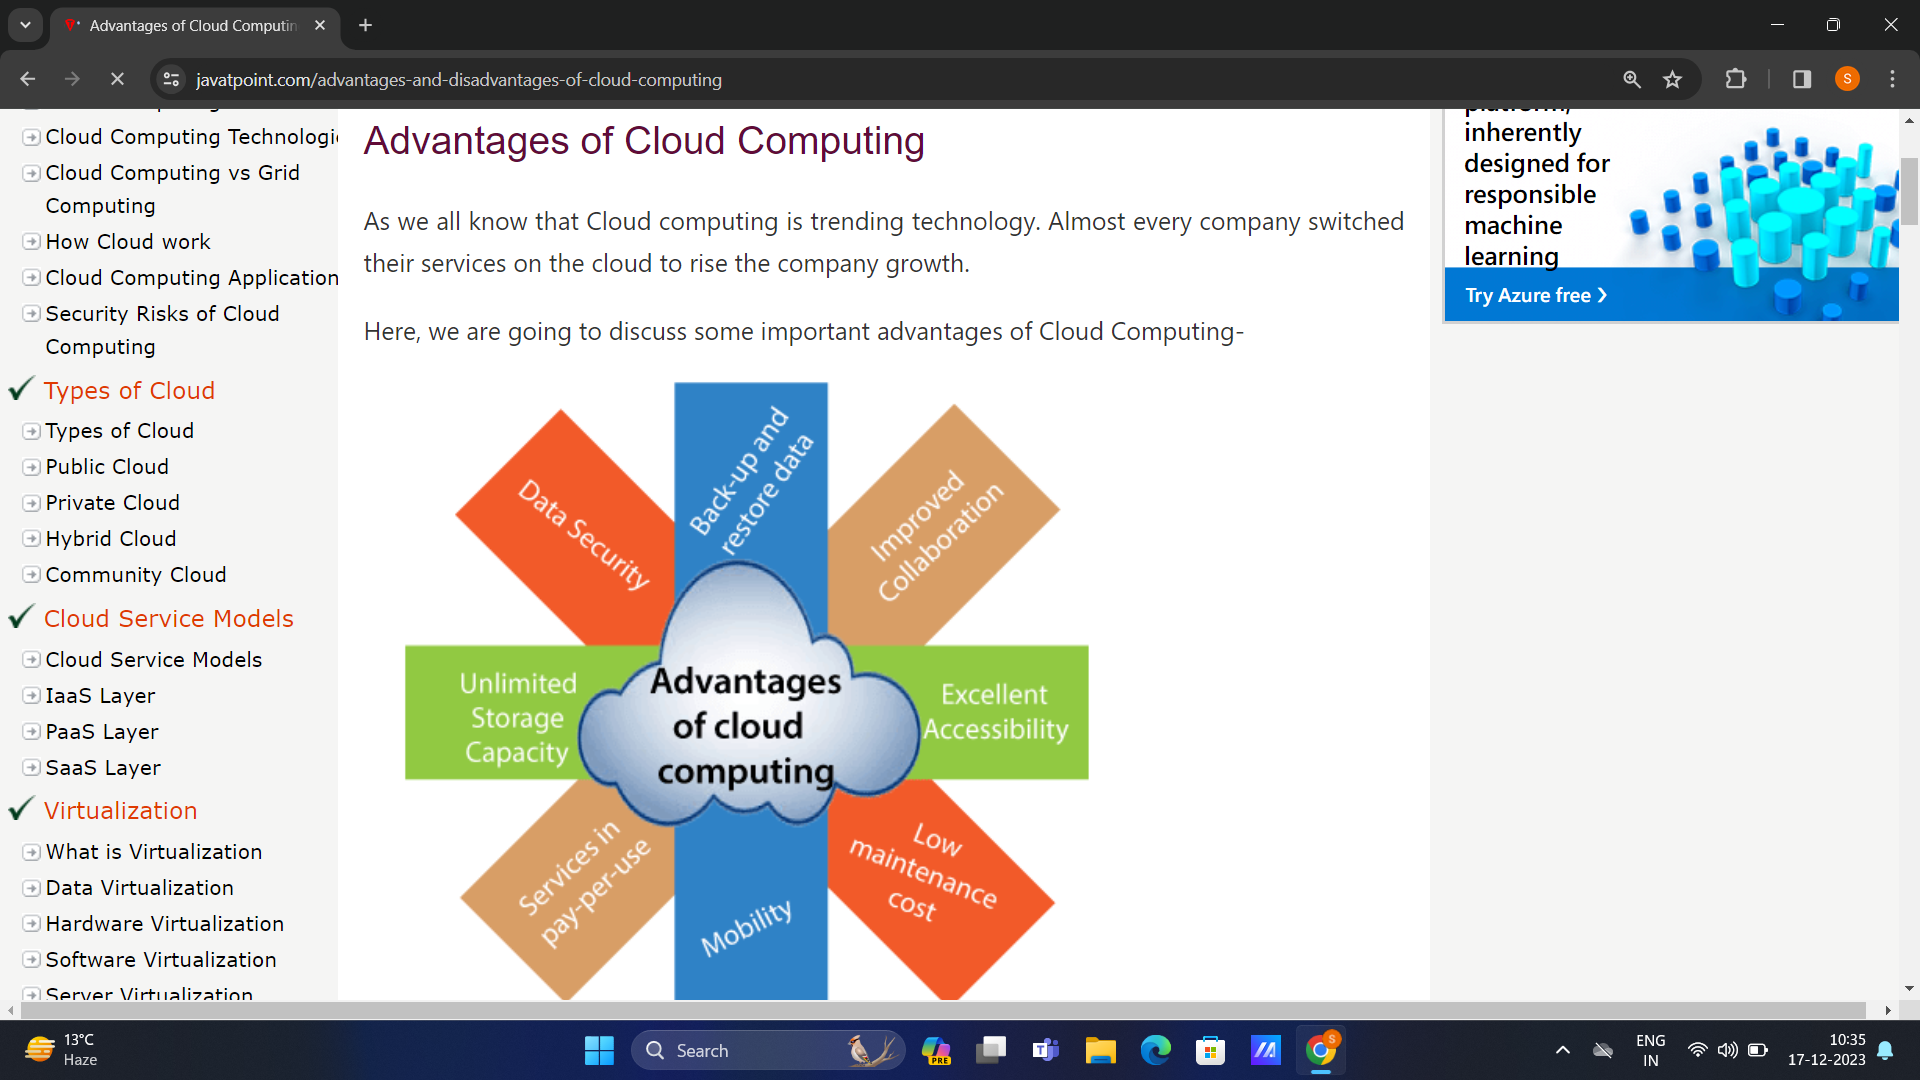 Advantages of Cloud Computin
javatpoint.com/advantages-and-disadvantages-of-cloud-computing
S
Cloud Computing Technologi
Cloud Computing vs Grid
Computing
How Cloud work
Cloud Computing Application
Security Risks of Cloud
Computing
Types of Cloud
Types of Cloud
Public Cloud
Private Cloud
Hybrid Cloud
Community Cloud
Cloud Service Models
Cloud Service Models
IaaS Layer
PaaS Layer
SaaS Layer
Virtualization
What is Virtualization
Data Virtualization
Hardware Virtualization
Software Virtualization
Server Virtualization
Advantages of Cloud Computing
As we all know that Cloud computing is trending technology. Almost every company switched
their services on the cloud to rise the company growth.
Here, we are going to discuss some important advantages of Cloud Computing-
Data Security
Back-up and
restore data
Improved
Collaboration
Unlimited
Storage
Capacity
Advantages
of cloud
computing
Excellent
Accessibility
Services in
pay-per-use
Mobility
Low
maintenance
cost
platform,
inherently
designed for
responsible
machine
learning
Try Azure free ❯
13°C
Haze
Search
PRE
S
ENG
IN
10:35
17-12-2023